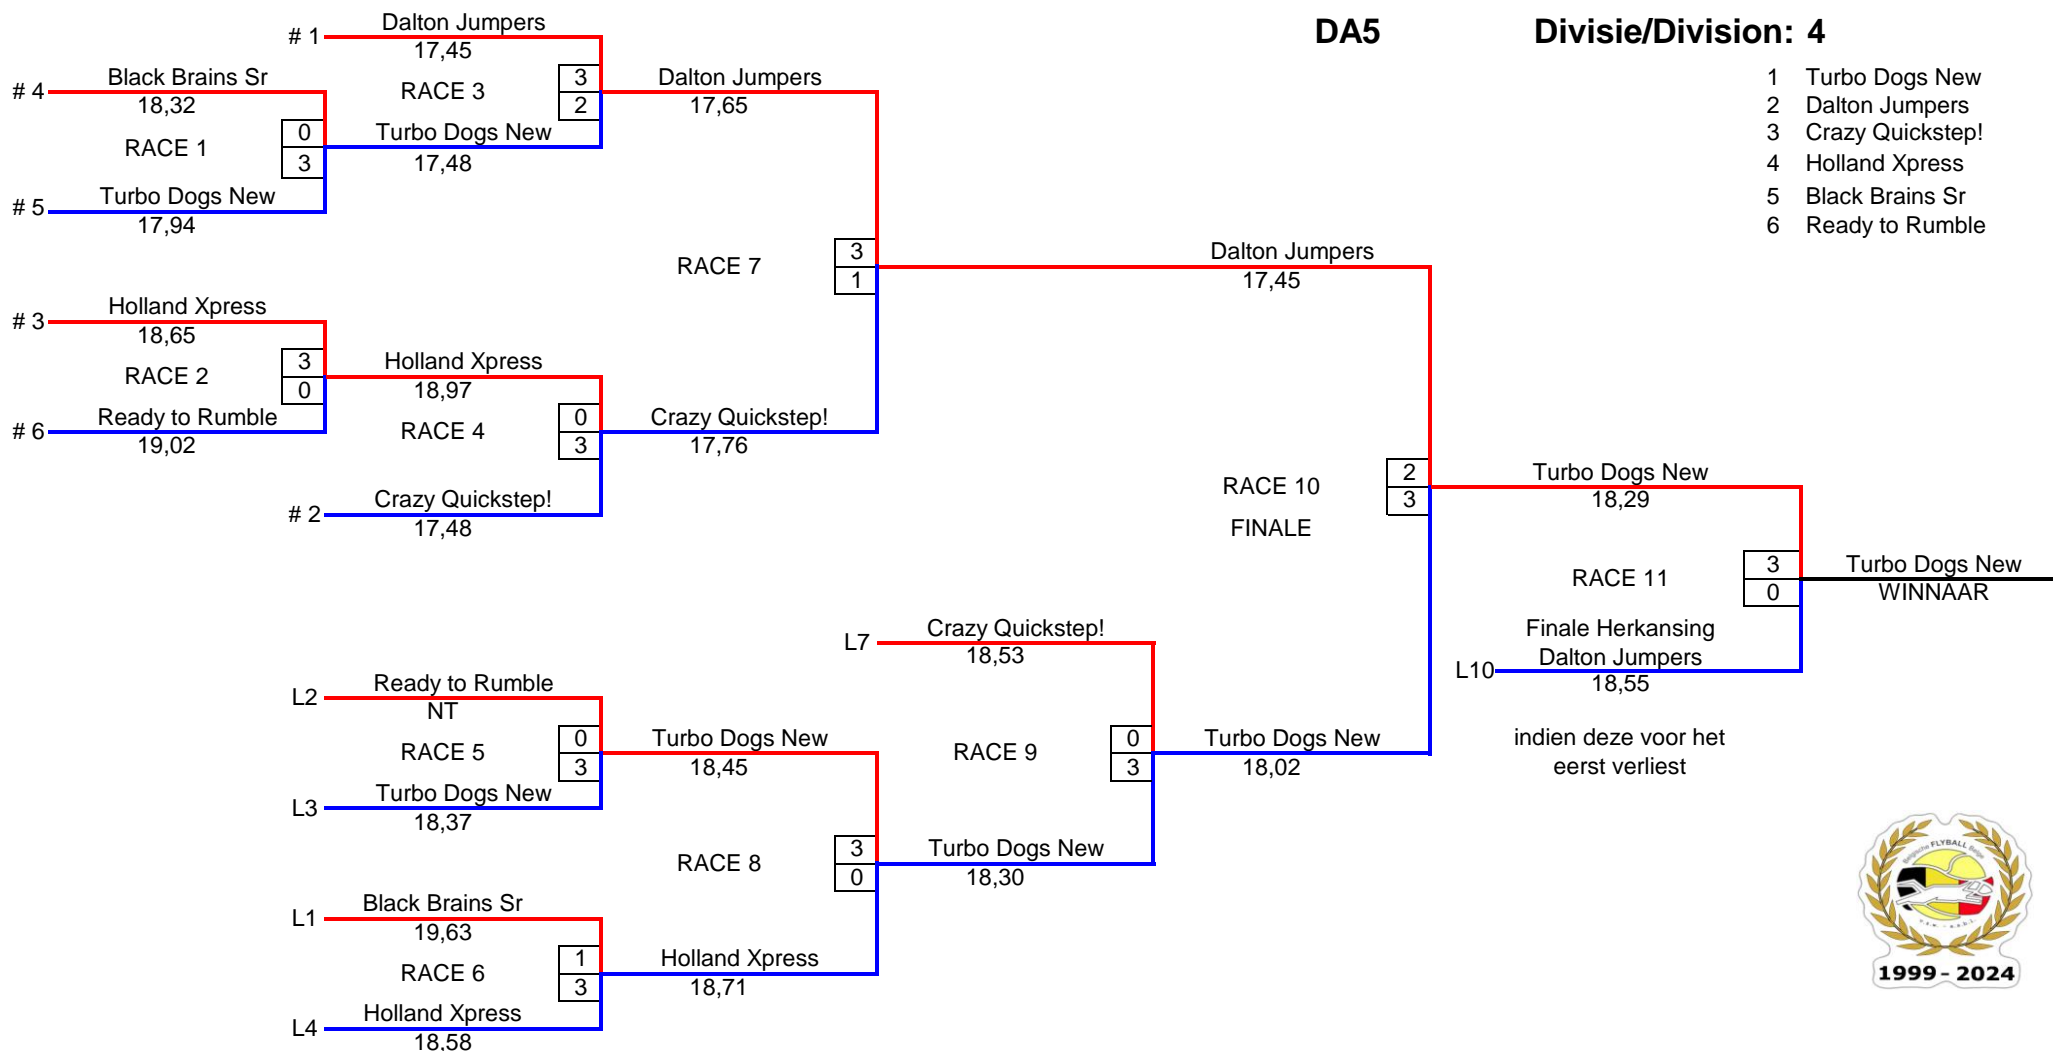 DA5 Divisie/Division: 4
1 Turbo Dogs New
2 Dalton Jumpers
3 Crazy Quickstep!
4 Holland Xpress
5 Black Brains Sr
6 Ready to Rumble
# 1 Dalton Jumpers
17,45
RACE 3
3
2
Turbo Dogs New
17,48
# 4 Black Brains Sr
18,32
RACE 1
0
3
# 5 Turbo Dogs New
17,94
Dalton Jumpers
17,65
RACE 7
3
1
# 3 Holland Xpress
18,65
RACE 2
3
0
# 6 Ready to Rumble
19,02
Holland Xpress
18,97
RACE 4
0
3
# 2 Crazy Quickstep!
17,48
Crazy Quickstep!
17,76
Dalton Jumpers
17,45
RACE 10
FINALE
2
3
Turbo Dogs New
18,29
RACE 11
3
0
Turbo Dogs New
WINNAAR
Finale Herkansing
L10 Dalton Jumpers
18,55
indien deze voor het
eerst verliest
L7 Crazy Quickstep!
18,53
RACE 9
0
3
Turbo Dogs New
18,02
L2 Ready to Rumble
NT
RACE 5
0
3
L3 Turbo Dogs New
18,37
Turbo Dogs New
18,45
RACE 8
3
0
Turbo Dogs New
18,30
L1 Black Brains Sr
19,63
RACE 6
1
3
L4 Holland Xpress
18,58
Holland Xpress
18,71
Belgische FLYBALL Belge
1999 - 2024